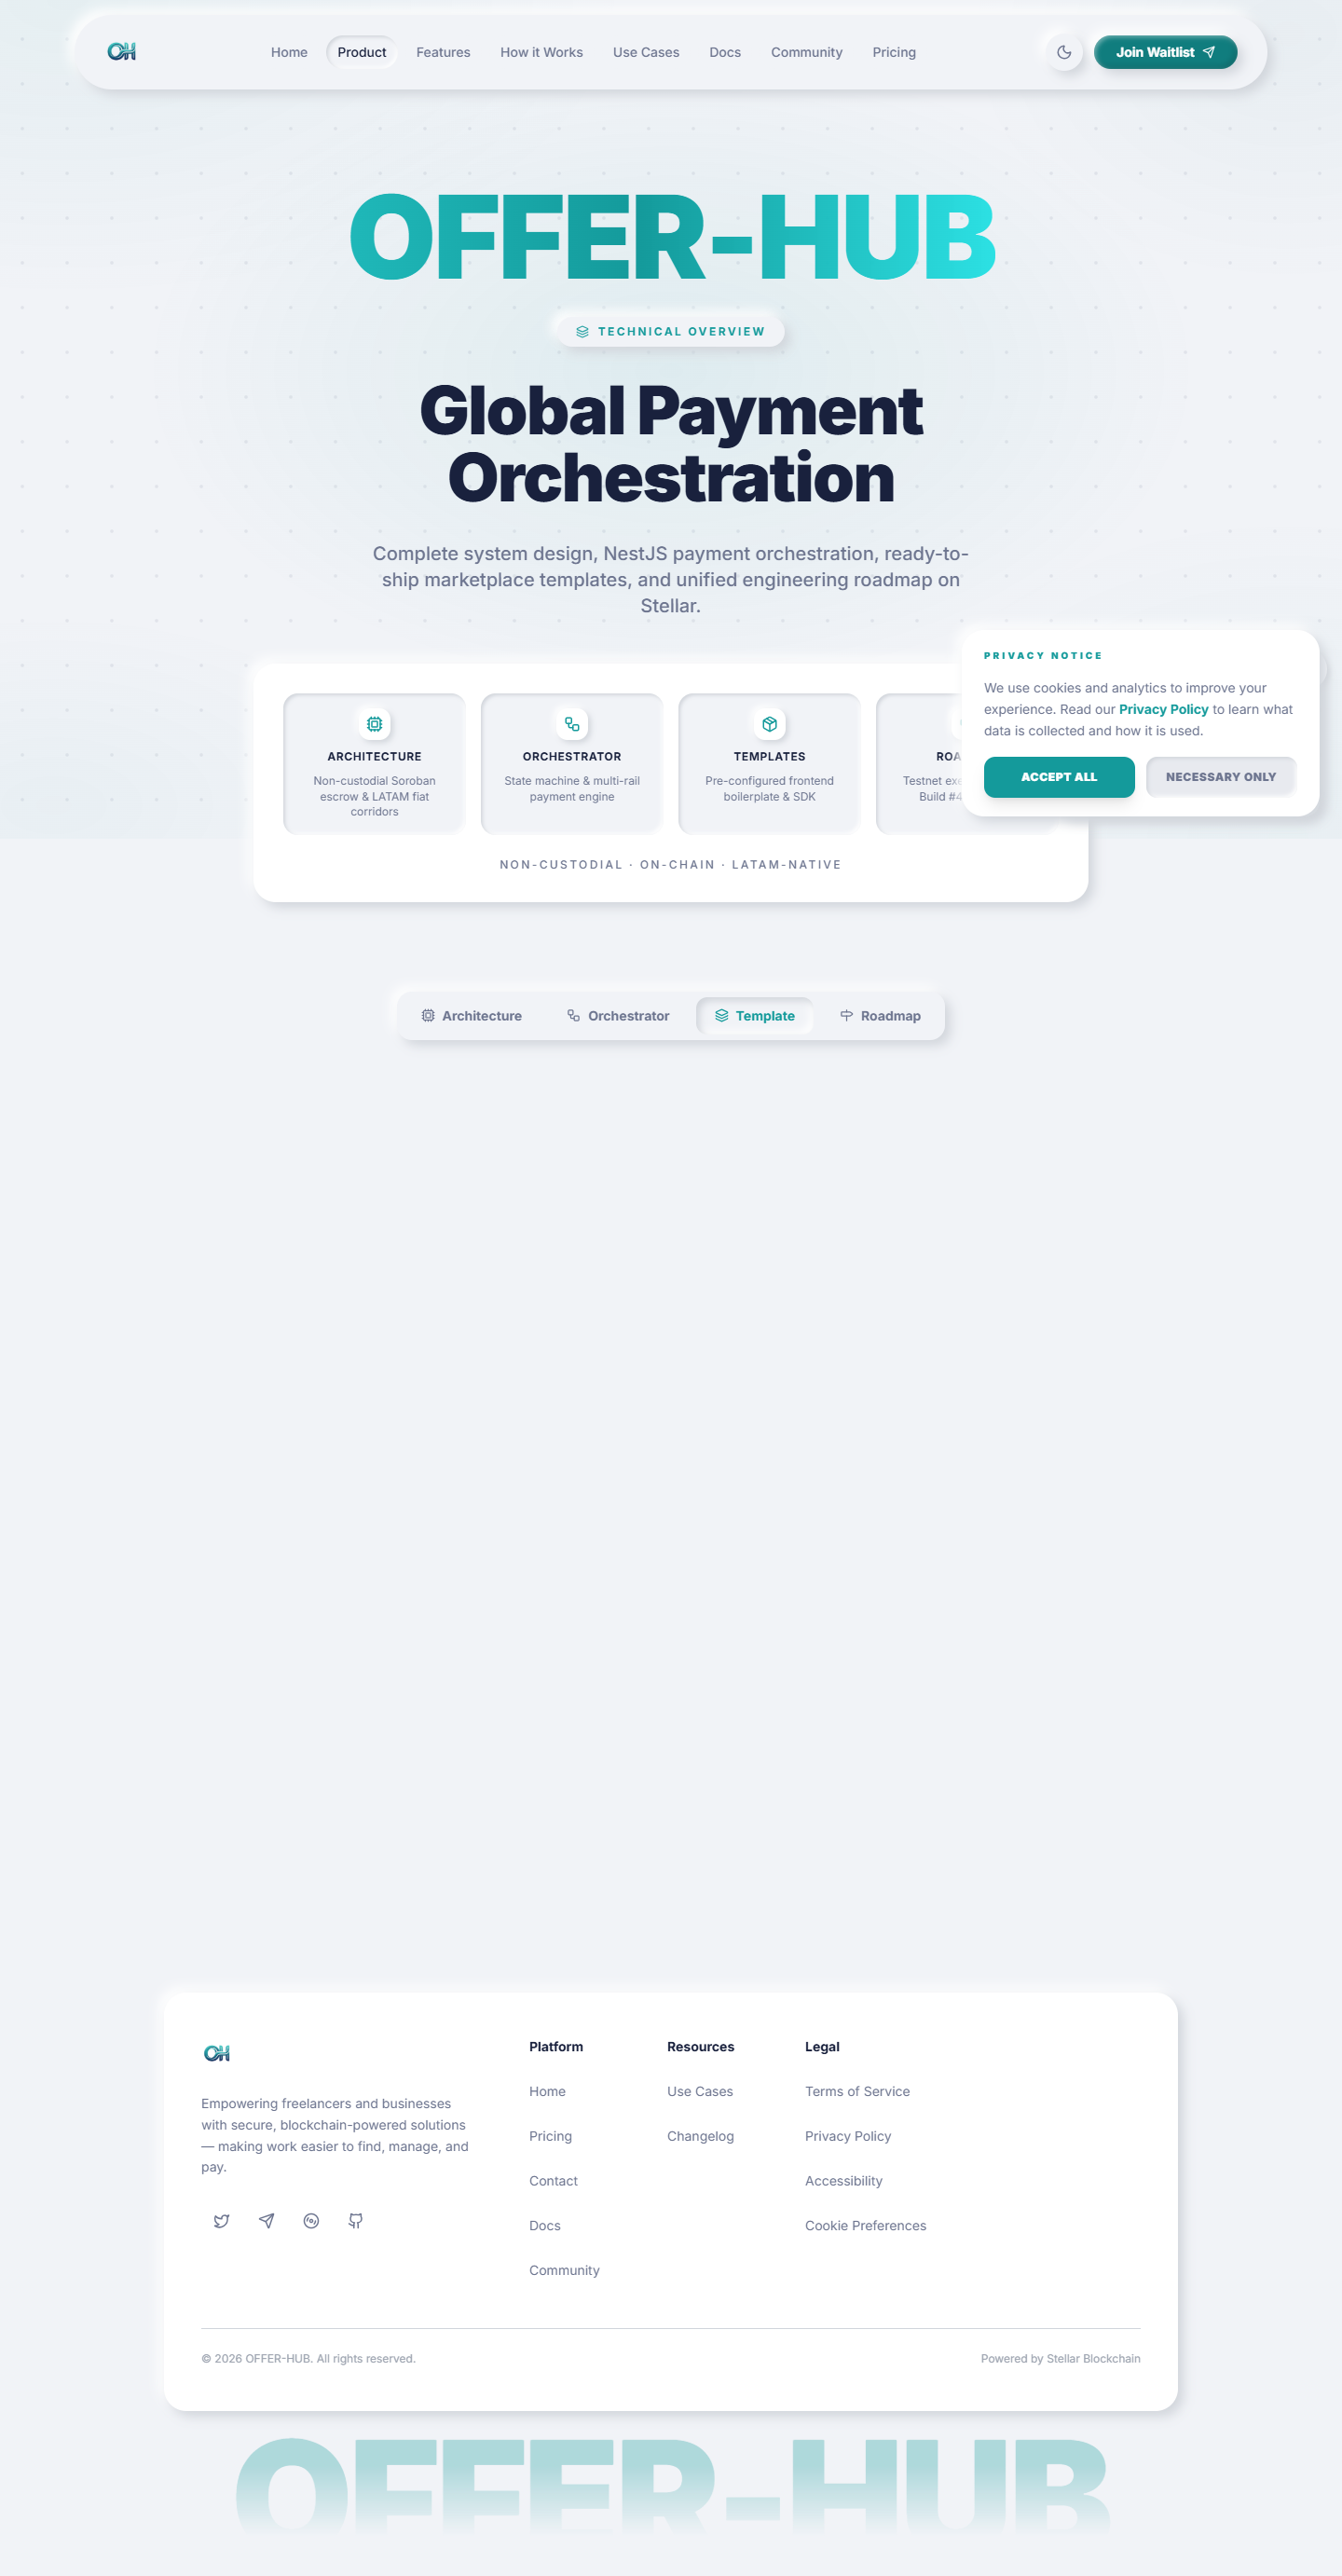 OH
Home
Product
Features
How it Works
Use Cases
Docs
Community
Pricing
Join Waitlist
OFFER-HUB
TECHNICAL OVERVIEW
Global Payment
Orchestration
Complete system design, NestJS payment orchestration, ready-to-
ship marketplace templates, and unified engineering roadmap on
Stellar.
ARCHITECTURE
Non-custodial Soroban
escrow & LATAM fiat
corridors
ORCHESTRATOR
State machine & multi-rail
payment engine
TEMPLATES
Pre-configured frontend
boilerplate & SDK
Testnet
Build
PRIVACY NOTICE
We use cookies and analytics to improve your
experience. Read our Privacy Policy to learn what
data is collected and how it is used.
ACCEPT ALL
NECESSARY ONLY
NON-CUSTODIAL · ON-CHAIN · LATAM-NATIVE
Architecture
Orchestrator
Template
Roadmap
OH
Empowering freelancers and businesses
with secure, blockchain-powered solutions
— making work easier to find, manage, and
pay.
Platform
Home
Pricing
Contact
Docs
Community
Resources
Use Cases
Changelog
Legal
Terms of Service
Privacy Policy
Accessibility
Cookie Preferences
© 2026 OFFER-HUB. All rights reserved.
Powered by Stellar Blockchain
OFFER-HUB